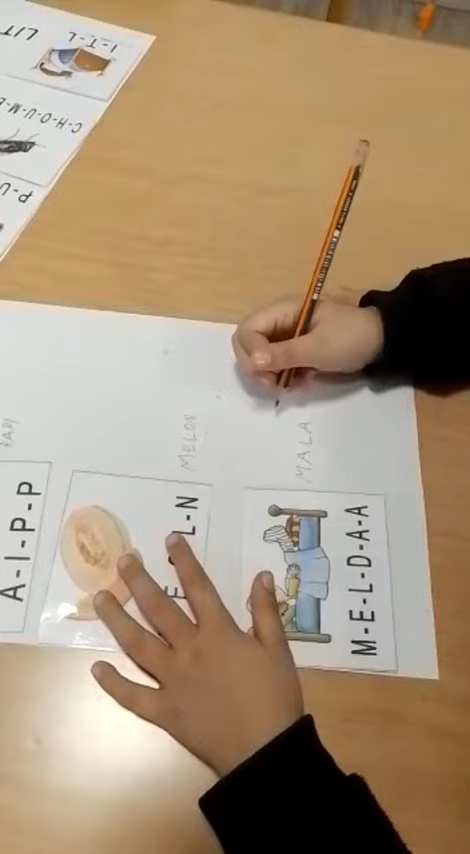 I-T-L
LIT
C-H-O-U-M-E
P-U
PAPI
A-I-P-P
MELON
L-N
MALA
M-E-L-D-A-A